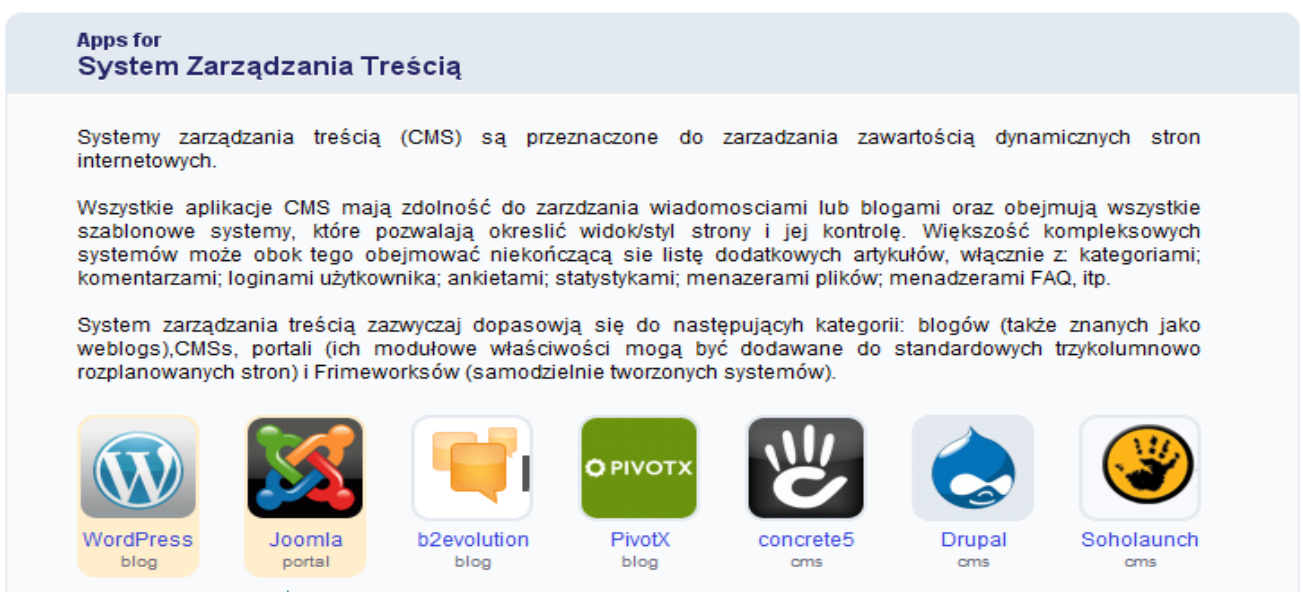 Apps for
System Zarządzania Treścią
Systemy zarządzania treścią (CMS) są przeznaczone do zarzadzania zawartością dynamicznych stron
internetowych.
Wszystkie aplikacje CMS mają zdolność do zarzdzania wiadomosciami lub blogami oraz obejmują wszystkie
szablonowe systemy, które pozwalają okreslić widok/styl strony i jej kontrolę. Większość kompleksowych
systemów może obok tego obejmować niekończącą sie listę dodatkowych artykułów, włącznie z: kategoriami;
komentarzami; loginami użytkownika; ankietami; statystykami; menazerami plików; menadzerami FAQ, itp.
System zarządzania treścią zazwyczaj dopasowją się do następującyh kategorii: blogów (także znanych jako
weblogs),CMSs, portali (ich modułowe właściwości mogą być dodawane do standardowych trzykolumnowo
rozplanowanych stron) i Frimeworksów (samodzielnie tworzonych systemów).
PIVOTX
WordPress Joomla b2evolution PivotX concrete5 Drupal Soholaunch
blog portal blog blog cms cms cms